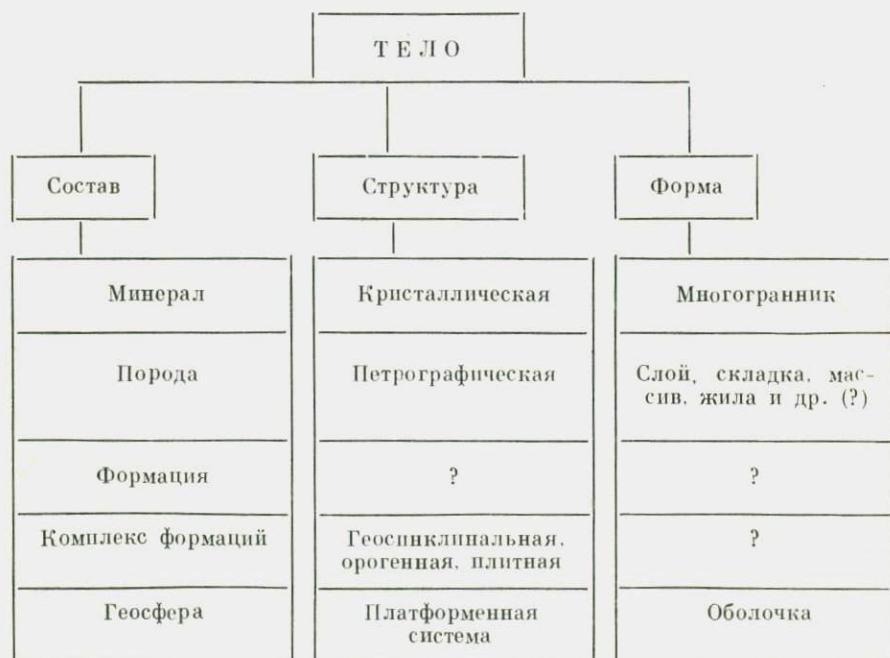 ТЕЛО
Состав
Структура
Форма
Минерал
Кристаллическая
Многогранник
Порода
Петрографическая
Слой, складка, мас-
сив, жила и др. (?)
Формация
?
?
Комплекс формаций
Геосинклинальная,
орогенная, плитная
?
Геосфера
Платформенная
система
Оболочка